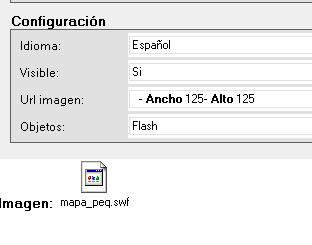 Configuración
Idioma: Español
Visible: Si
Url imagen: - Ancho 125- Alto 125
Objetos: Flash
Imagen: mapa_peq.swf